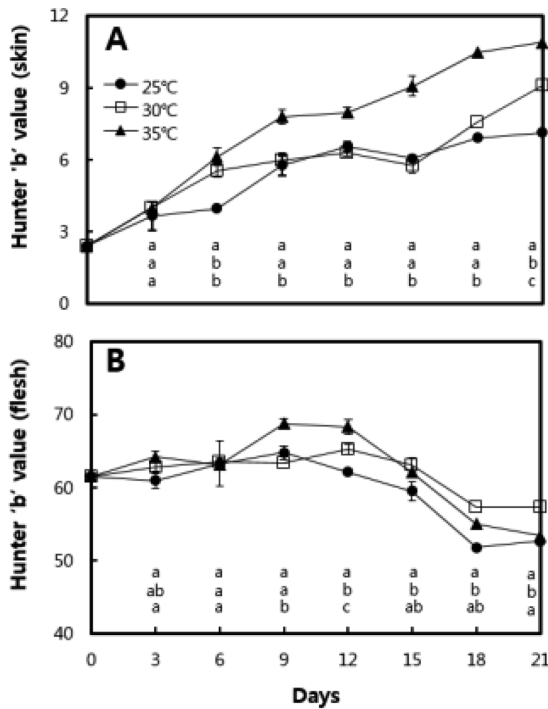 12
A
9
6
3
0
25℃
30℃
35℃
Hunter 'b' value (skin)
a a a a a a a
a b a a a a b
a b b b b b c
80
B
70
60
50
40
Hunter 'b' value (flesh)
a a a a a a a
ab a a b b b b
a a b c ab ab a
0 3 6 9 12 15 18 21
Days